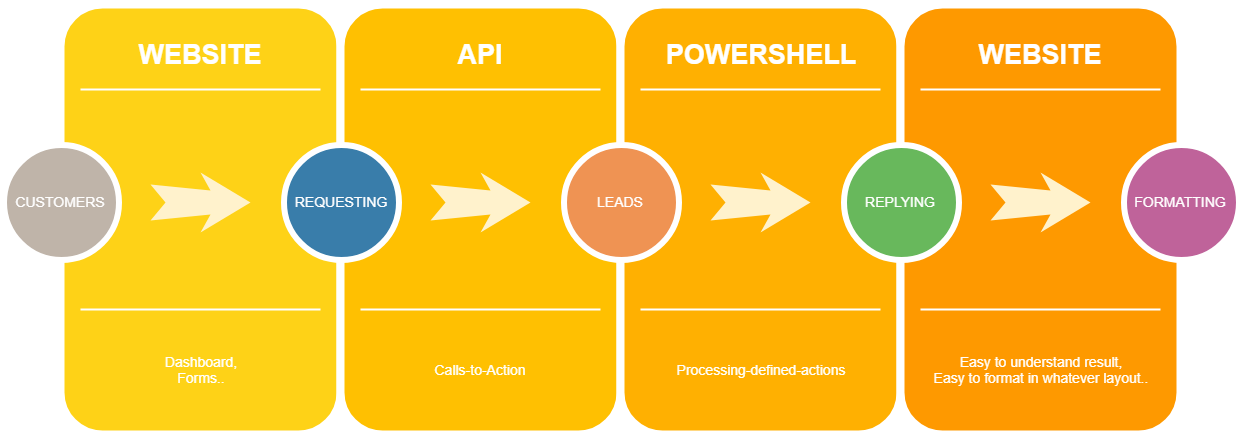 WEBSITE
API
POWERSHELL
WEBSITE
CUSTOMERS
REQUESTING
LEADS
REPLYING
FORMATTING
Dashboard,
Forms..
Calls-to-Action
Processing-defined-actions
Easy to understand result,
Easy to format in whatever layout..